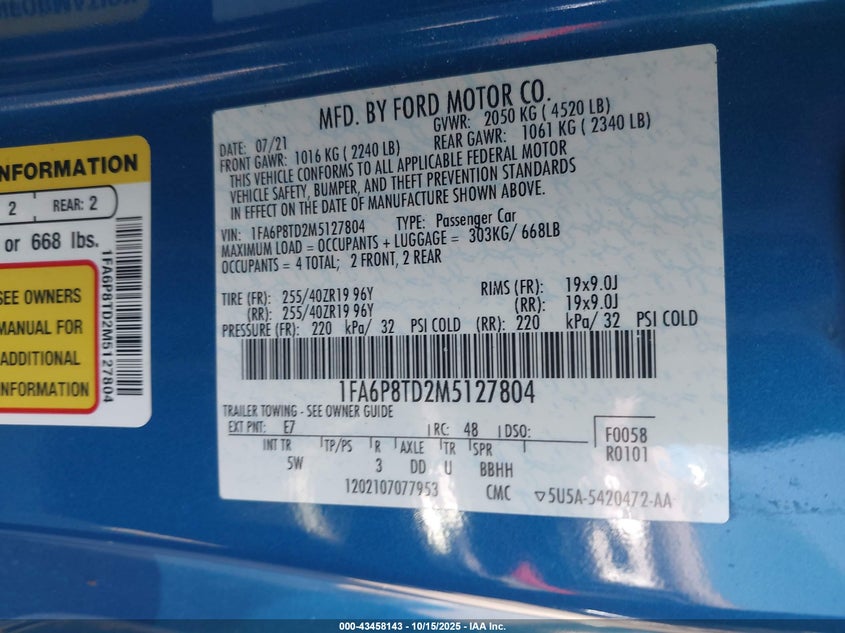 NFORMATION
2 REAR: 2
or 668 lbs.
SEE OWNERS
MANUAL FOR
ADDITIONAL
INFORMATION
1FA6P8TD2M5127804
MFD. BY FORD MOTOR CO.
DATE: 07/21 GVWR: 2050 KG ( 4520 LB)
FRONT GAWR: 1016 KG ( 2240 LB) REAR GAWR: 1061 KG ( 2340 LB)
THIS VEHICLE CONFORMS TO ALL APPLICABLE FEDERAL MOTOR
VEHICLE SAFETY, BUMPER, AND THEFT PREVENTION STANDARDS
IN EFFECT ON THE DATE OF MANUFACTURE SHOWN ABOVE.
VIN: 1FA6P8TD2M5127804 TYPE: Passenger Car
MAXIMUM LOAD = OCCUPANTS + LUGGAGE = 303KG/ 668LB
OCCUPANTS = 4 TOTAL; 2 FRONT, 2 REAR
TIRE (FR): 255/40ZR19 96Y RIMS (FR): 19x9.0J
(RR): 255/40ZR19 96Y (RR): 19x9.0J
PRESSURE (FR): 220 kPa/ 32 PSI COLD (RR): 220 kPa/ 32 PSI COLD
1FA6P8TD2M5127804
TRAILER TOWING - SEE OWNER GUIDE
EXT PNT: E7 RC: 48 DSO: F0058
R0101
INT TR TP/PS R AXLE TR SPR
5W 3 DD U BBHH
1202107077953 CMC ▽5U5A-5420472-AA
000-43458143 - 10/15/2025 - IAA Inc.